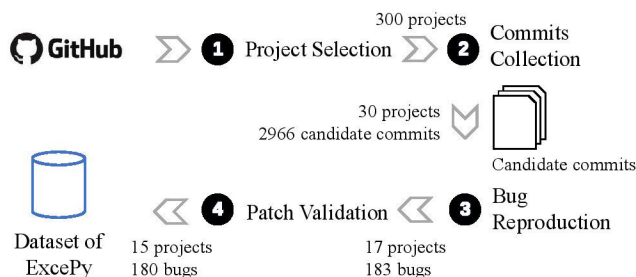 300 projects
GitHub
1 Project Selection
2 Commits
Collection
30 projects
2966 candidate commits
Candidate commits
3 Bug
Reproduction
17 projects
183 bugs
4 Patch Validation
15 projects
180 bugs
Dataset of
ExcePy